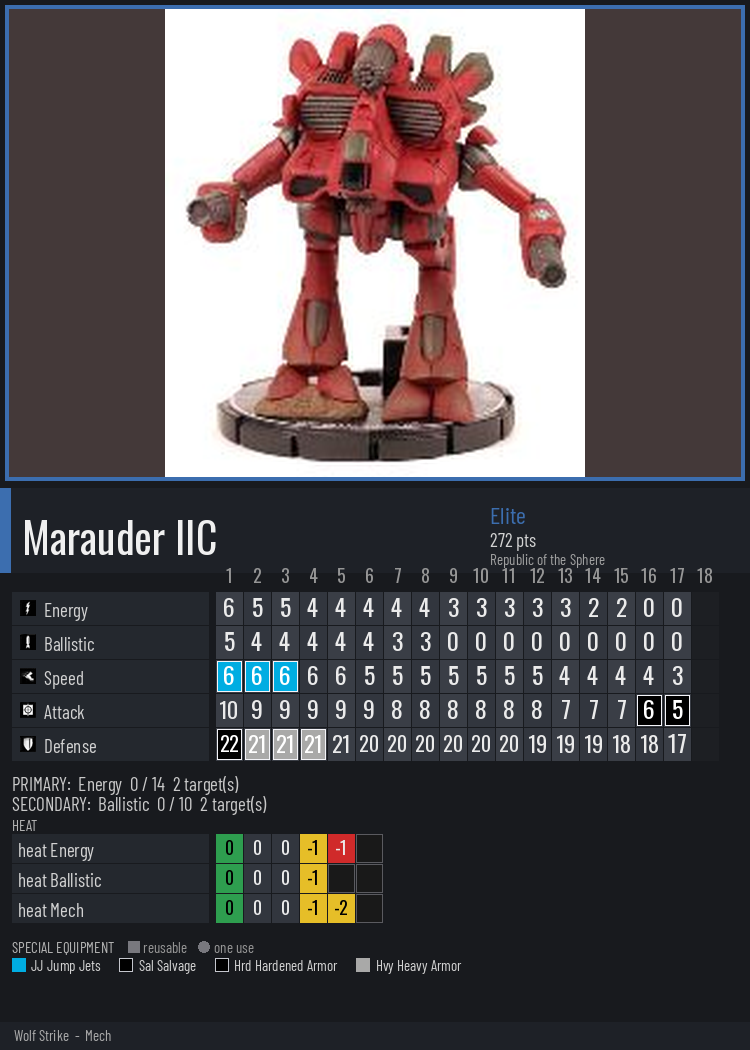 Marauder IIC
Elite
272 pts
Republic of the Sphere
1 2 3 4 5 6 7 8 9 10 11 12 13 14 15 16 17 18
Energy 6 5 5 4 4 4 4 4 3 3 3 3 3 2 2 0 0
Ballistic 5 4 4 4 4 4 3 3 0 0 0 0 0 0 0 0 0
Speed 6 6 6 6 6 5 5 5 5 5 5 5 4 4 4 4 3
Attack 10 9 9 9 9 9 8 8 8 8 8 8 7 7 7 6 5
Defense 22 21 21 21 21 20 20 20 20 20 20 19 19 19 18 18 17
PRIMARY: Energy 0 / 14 2 target(s)
SECONDARY: Ballistic 0 / 10 2 target(s)
HEAT
heat Energy 0 0 0 -1 -1
heat Ballistic 0 0 0 -1
heat Mech 0 0 0 -1 -2
SPECIAL EQUIPMENT reusable one use
JJ Jump Jets Sal Salvage Hrd Hardened Armor Hvy Heavy Armor
Wolf Strike - Mech